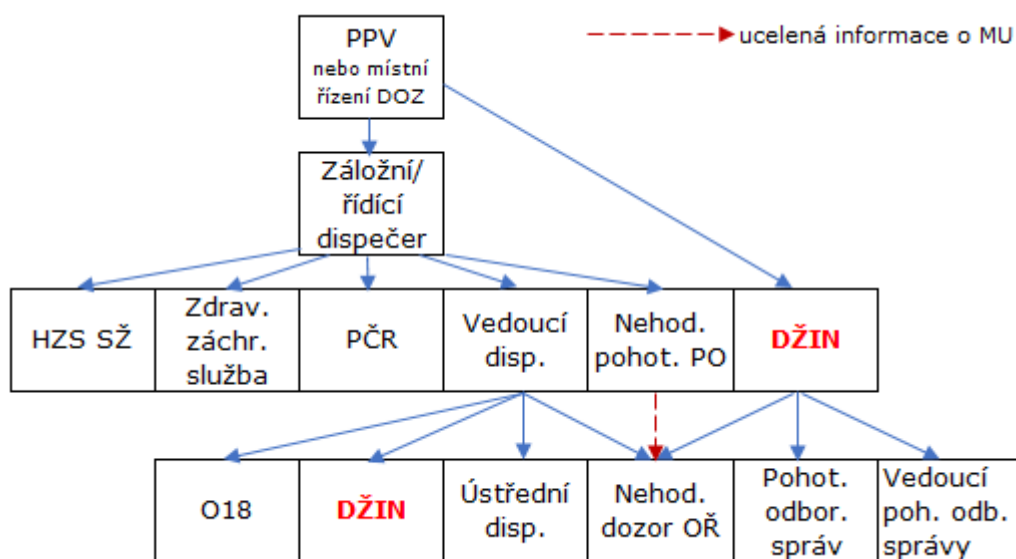 PPV
nebo místní
řízení DOZ
ucelená informace o MU
Záložní/
řídící
dispečer
HZS SŽ
Zdrav.
záchr.
služba
PČR
Vedoucí
disp.
Nehod.
pohot. PO
DŽIN
O18
DŽIN
Ústřední
disp.
Nehod.
dozor OŘ
Pohot.
odbor.
správ
Vedoucí
poh. odb.
správy